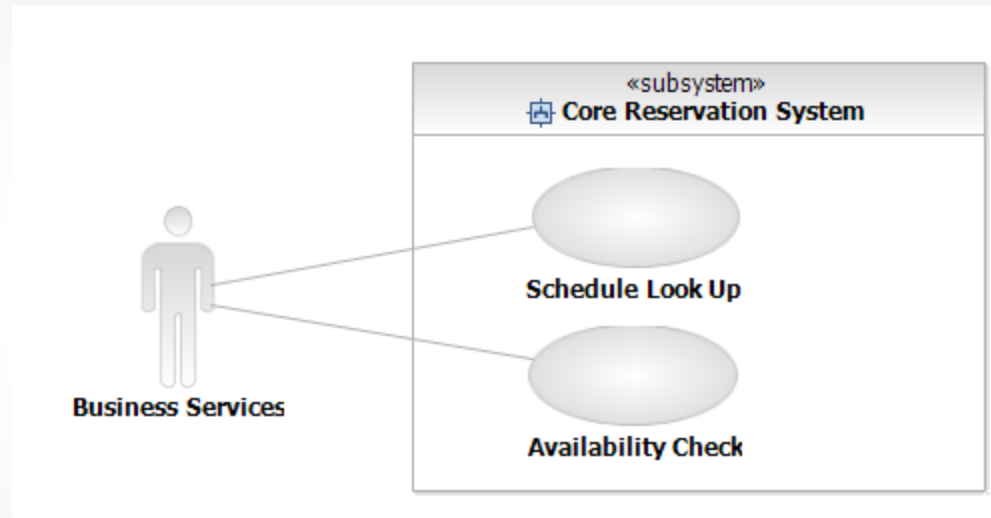 «subsystem»
Core Reservation System
Schedule Look Up
Business Services
Availability Check